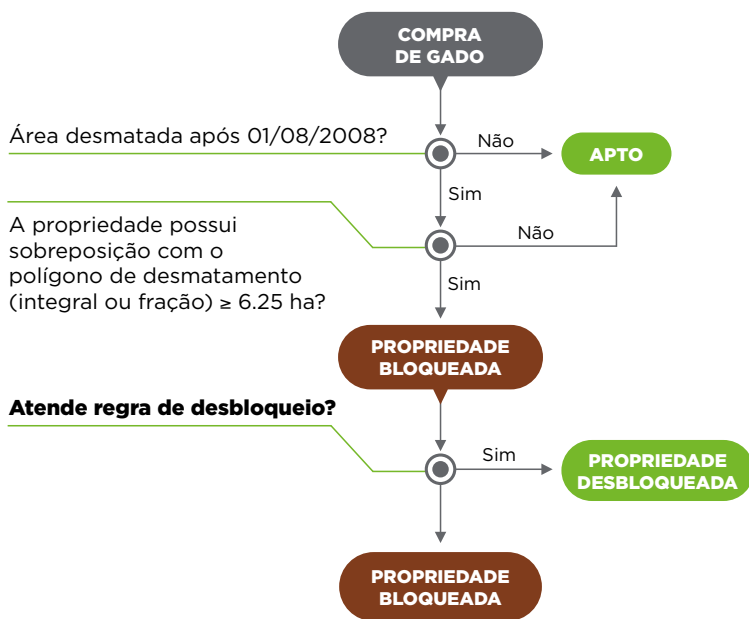 COMPRA
DE GADO
Área desmatada após 01/08/2008?
Não
APTO
Sim
A propriedade possui
sobreposição com o
polígono de desmatamento
(integral ou fração) ≥ 6.25 ha?
Não
Sim
PROPRIEDADE
BLOQUEADA
Atende regra de desbloqueio?
Sim
PROPRIEDADE
DESBLOQUEADA
PROPRIEDADE
BLOQUEADA